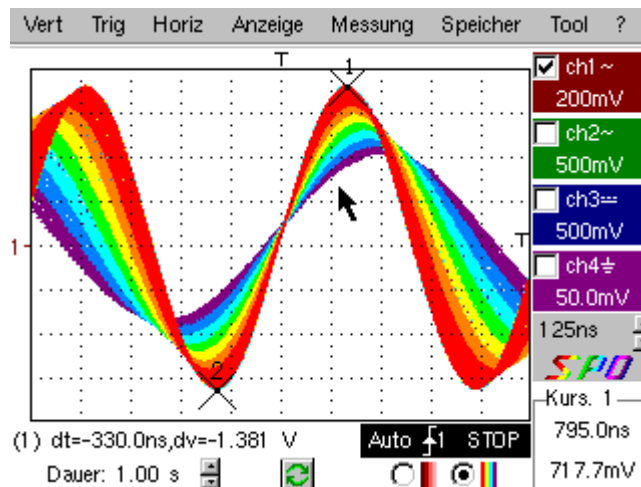 Vert Trig Horiz Anzeige Messung Speicher Tool ?
T
1
ch1 ~
200mV
ch2~
500mV
ch3
500mV
ch4
50.0mV
1
T
2
125ns
SPO
Kurs. 1
795.0ns
717.7mV
(1) dt=-330.0ns,dv=-1.381 V
Auto 1 STOP
Dauer: 1.00 s